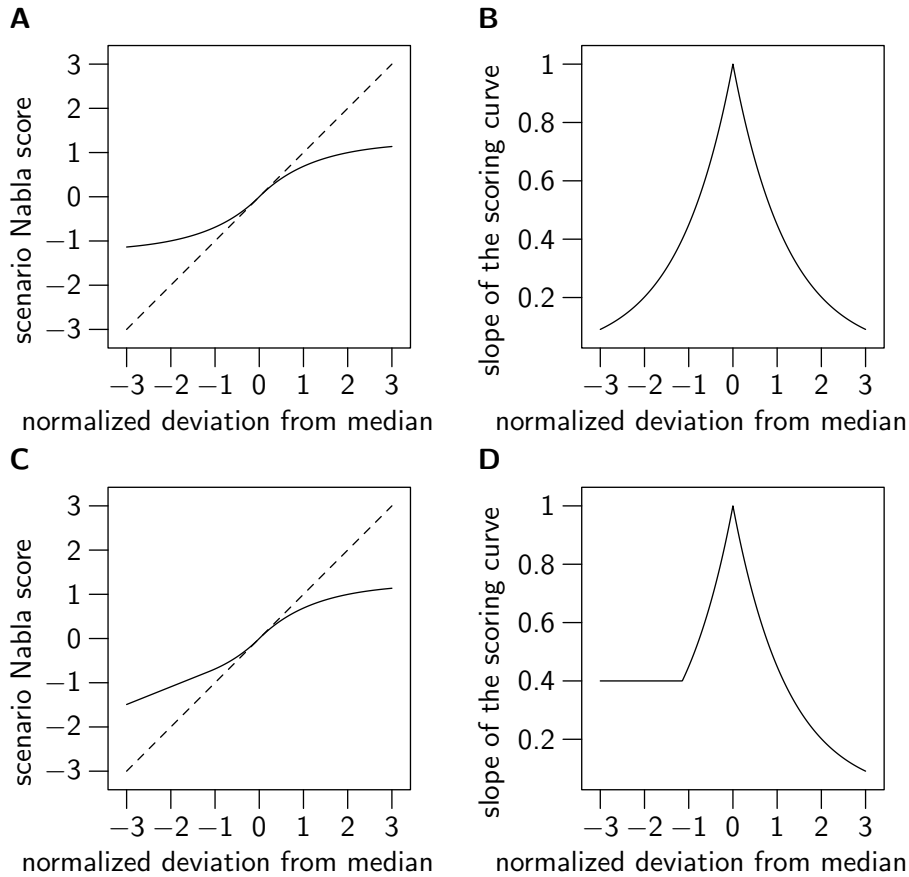 A
scenario Nabla score
3
2
1
0
−1
−2
−3
−3 −2 −1 0 1 2 3
normalized deviation from median
B
slope of the scoring curve
1
0.8
0.6
0.4
0.2
−3 −2 −1 0 1 2 3
normalized deviation from median
C
scenario Nabla score
3
2
1
0
−1
−2
−3
−3 −2 −1 0 1 2 3
normalized deviation from median
D
slope of the scoring curve
1
0.8
0.6
0.4
0.2
−3 −2 −1 0 1 2 3
normalized deviation from median